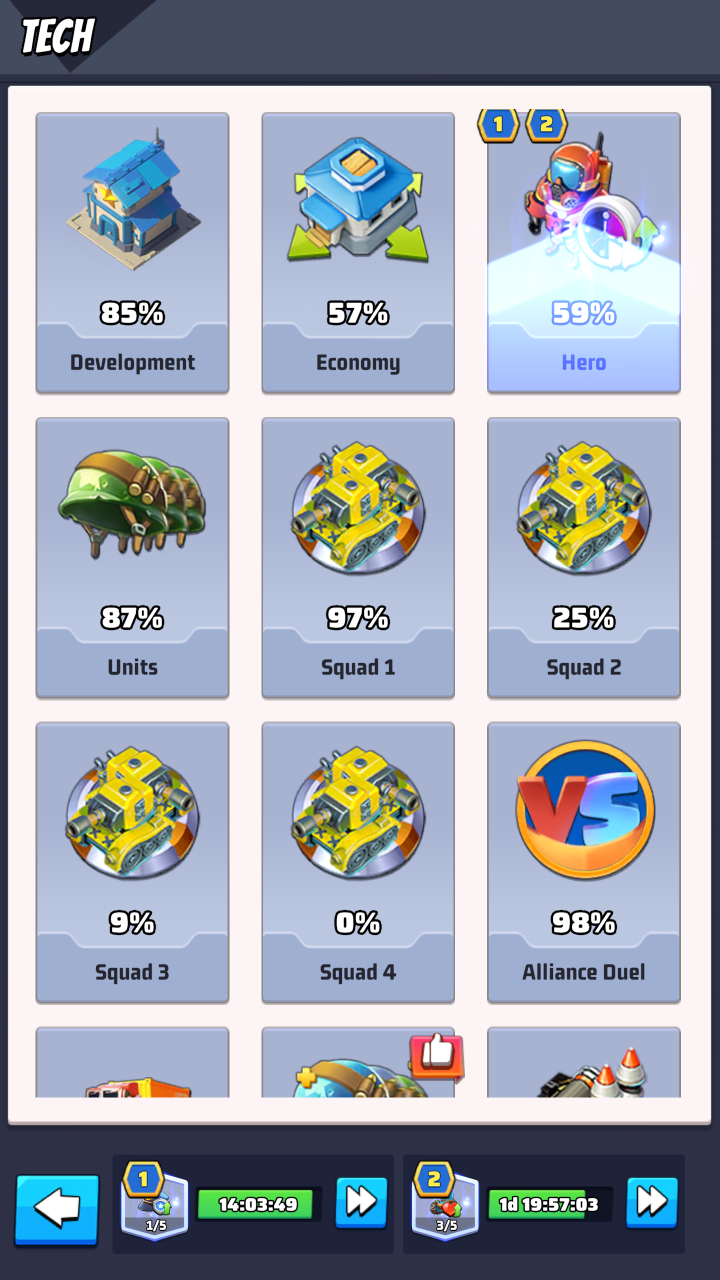 TECH
1 2
85%
Development
57%
Economy
59%
Hero
87%
Units
97%
Squad 1
25%
Squad 2
9%
Squad 3
0%
Squad 4
VS
98%
Alliance Duel
1
1/5
14:03:49
2
3/5
1d 19:57:03